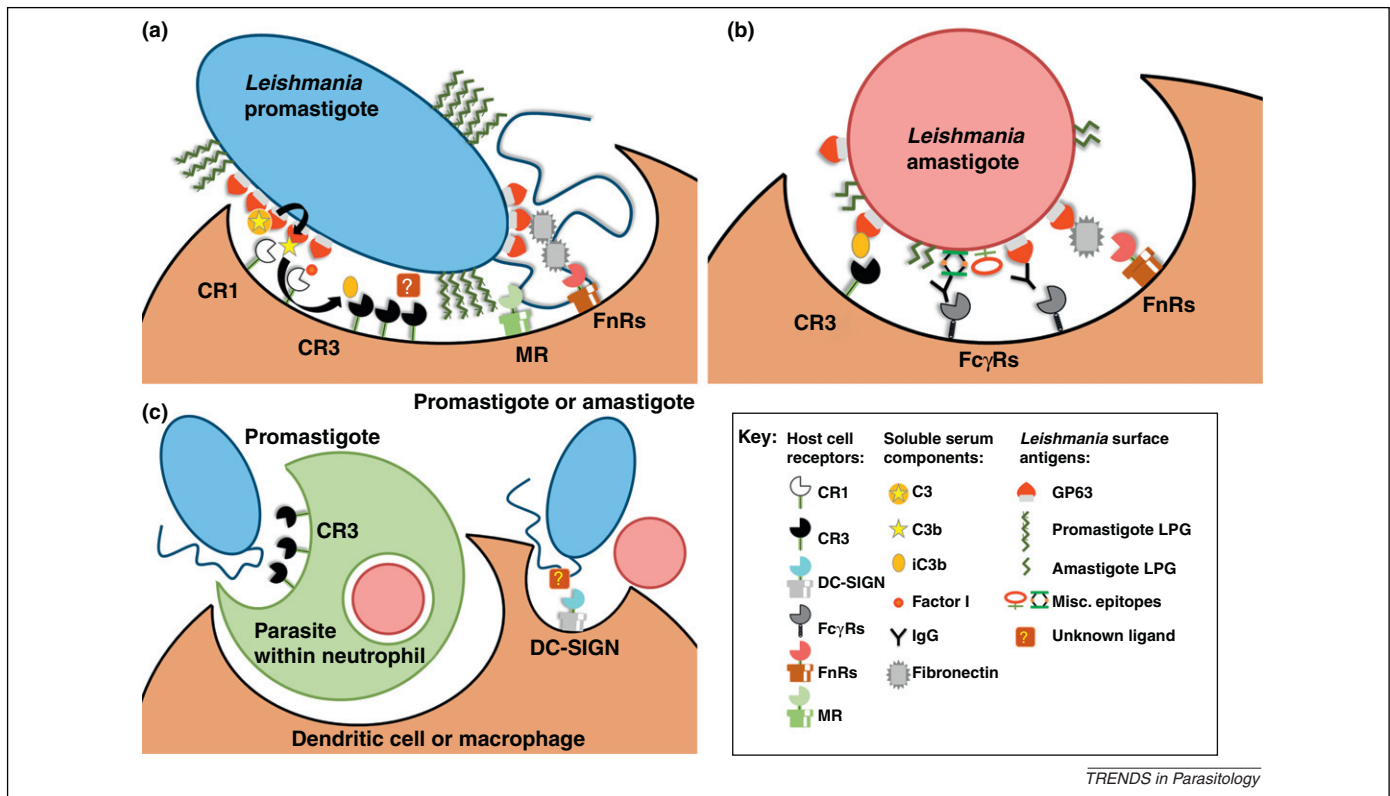 (a)
Leishmania
promastigote
CR1
CR3
MR
FnRs
(b)
Leishmania
amastigote
CR3
FcγRs
FnRs
(c)
Promastigote
CR3
Parasite
within neutrophil
Promastigote or amastigote
?
DC-SIGN
Dendritic cell or macrophage
?
Key:
Host cell
receptors:
CR1
CR3
DC-SIGN
FcγRs
FnRs
MR
Soluble serum
components:
C3
C3b
iC3b
Factor I
IgG
Fibronectin
Leishmania surface
antigens:
GP63
Promastigote LPG
Amastigote LPG
Misc. epitopes
? Unknown ligand
TRENDS in Parasitology